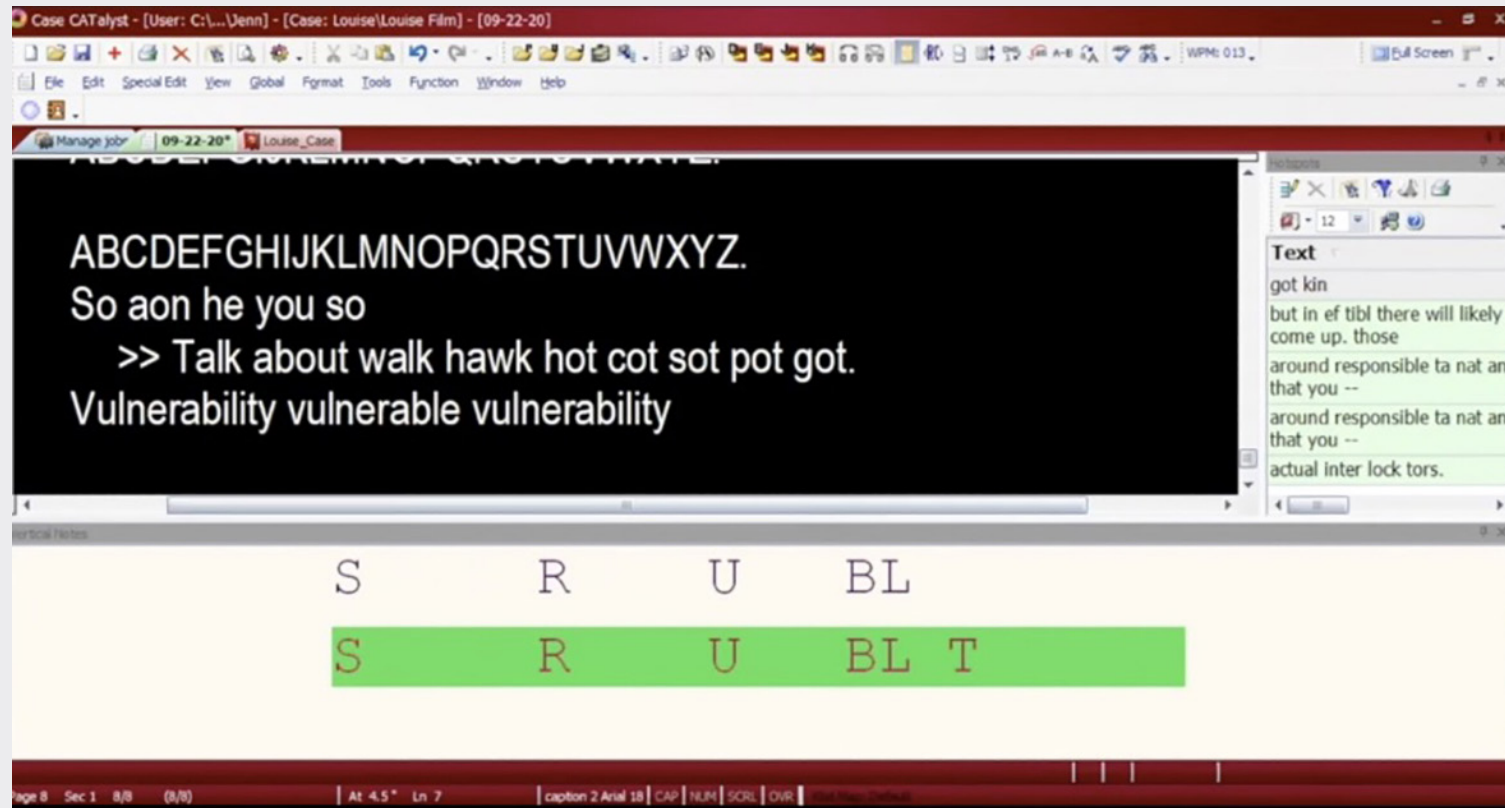 Case CATalyst - [User: C:\...\Jenn] - [Case: Louise\Louise Film] - [09-22-20]
WPM: 013
Full Screen
File Edit Special Edit View Global Format Tools Function Window Help
Manage jobs 09-22-20* Louise_Case
ABCDEFGHIJKLMNOPQRSTUVWXYZ.
ABCDEFGHIJKLMNOPQRSTUVWXYZ.
So aon he you so
>> Talk about walk hawk hot cot sot pot got.
Vulnerability vulnerable vulnerability
Hotspots
12
Text
got kin
but in ef tibl there will likely
come up. those
around responsible ta nat an
that you --
around responsible ta nat an
that you --
actual inter lock tors.
Vertical Notes
S R U BL
S R U BL T
Page 8 Sec 1 8/8 (8/8) At 4.5" Ln 7 caption 2 Arial 18 CAP NUM SCRL OVR